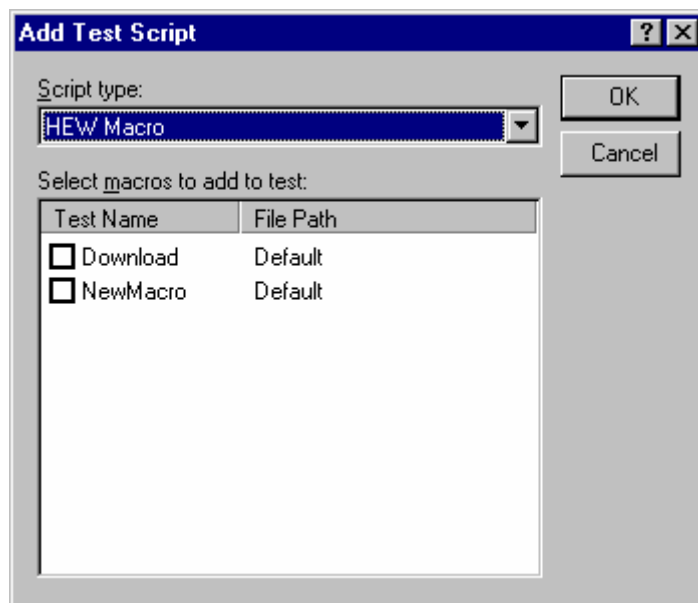 Add Test Script
Script type:
OK
HEW Macro
Cancel
Select macros to add to test:
Test Name File Path
Download Default
NewMacro Default